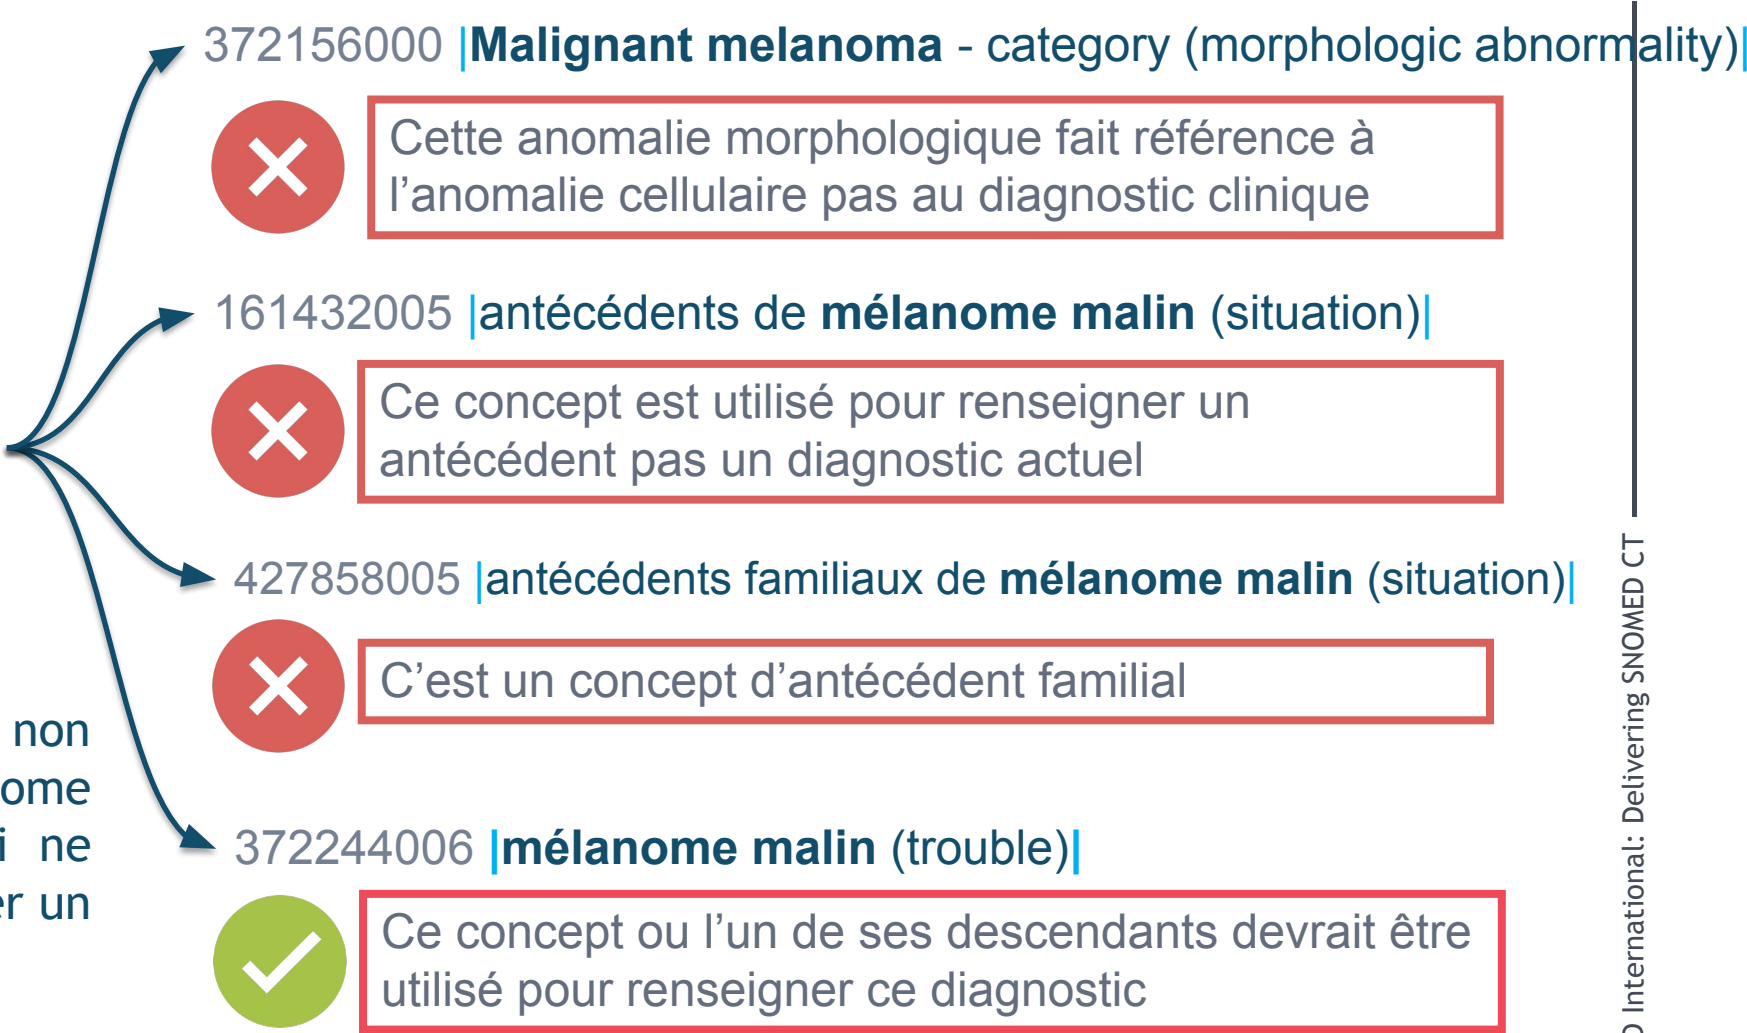 372156000 |Malignant melanoma - category (morphologic abnormality)|
Cette anomalie morphologique fait référence à
l’anomalie cellulaire pas au diagnostic clinique
161432005 |antécédents de mélanome malin (situation)|
Ce concept est utilisé pour renseigner un
antécédent pas un diagnostic actuel
427858005 |antécédents familiaux de mélanome malin (situation)|
C’est un concept d’antécédent familial
non
ome
i ne
er un
372244006 |mélanome malin (trouble)|
Ce concept ou l’un de ses descendants devrait être
utilisé pour renseigner ce diagnostic
International: Delivering SNOMED CT